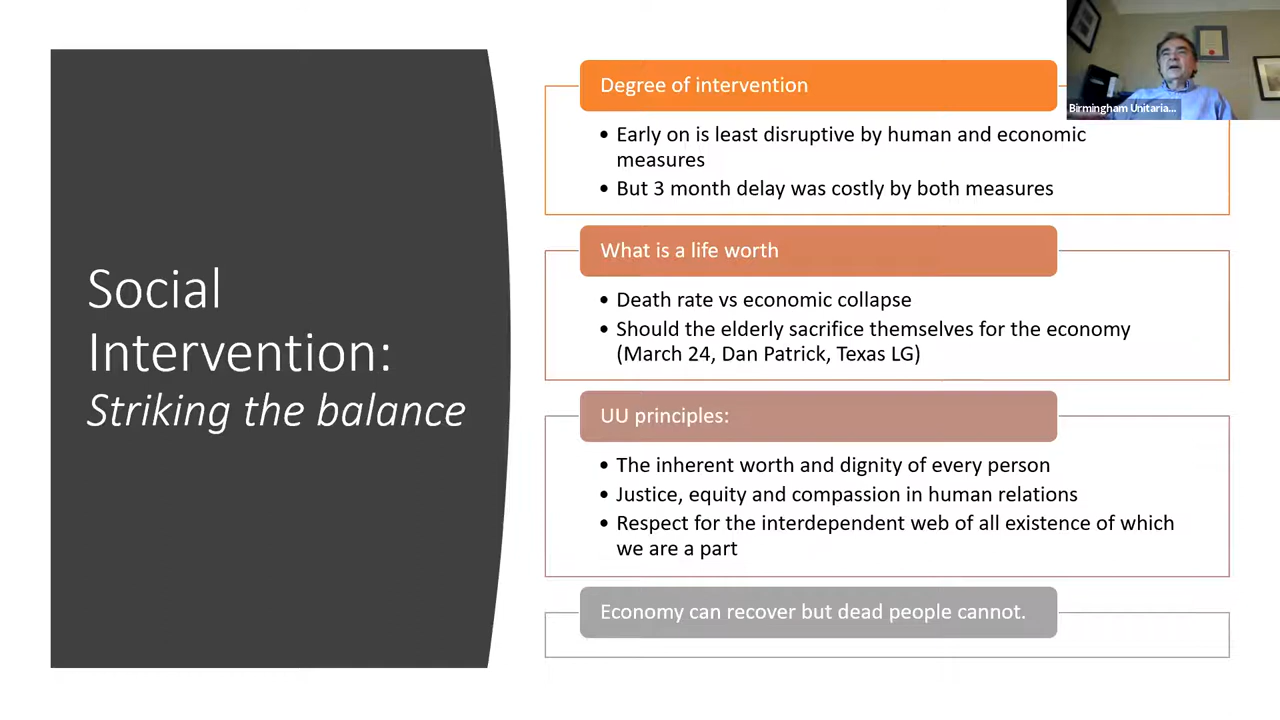 Social
Intervention:
Striking the balance
Degree of intervention
• Early on is least disruptive by human and economic
measures
• But 3 month delay was costly by both measures
What is a life worth
• Death rate vs economic collapse
• Should the elderly sacrifice themselves for the economy
(March 24, Dan Patrick, Texas LG)
UU principles:
• The inherent worth and dignity of every person
• Justice, equity and compassion in human relations
• Respect for the interdependent web of all existence of which
we are a part
Economy can recover but dead people cannot.
Birmingham Unitaria...